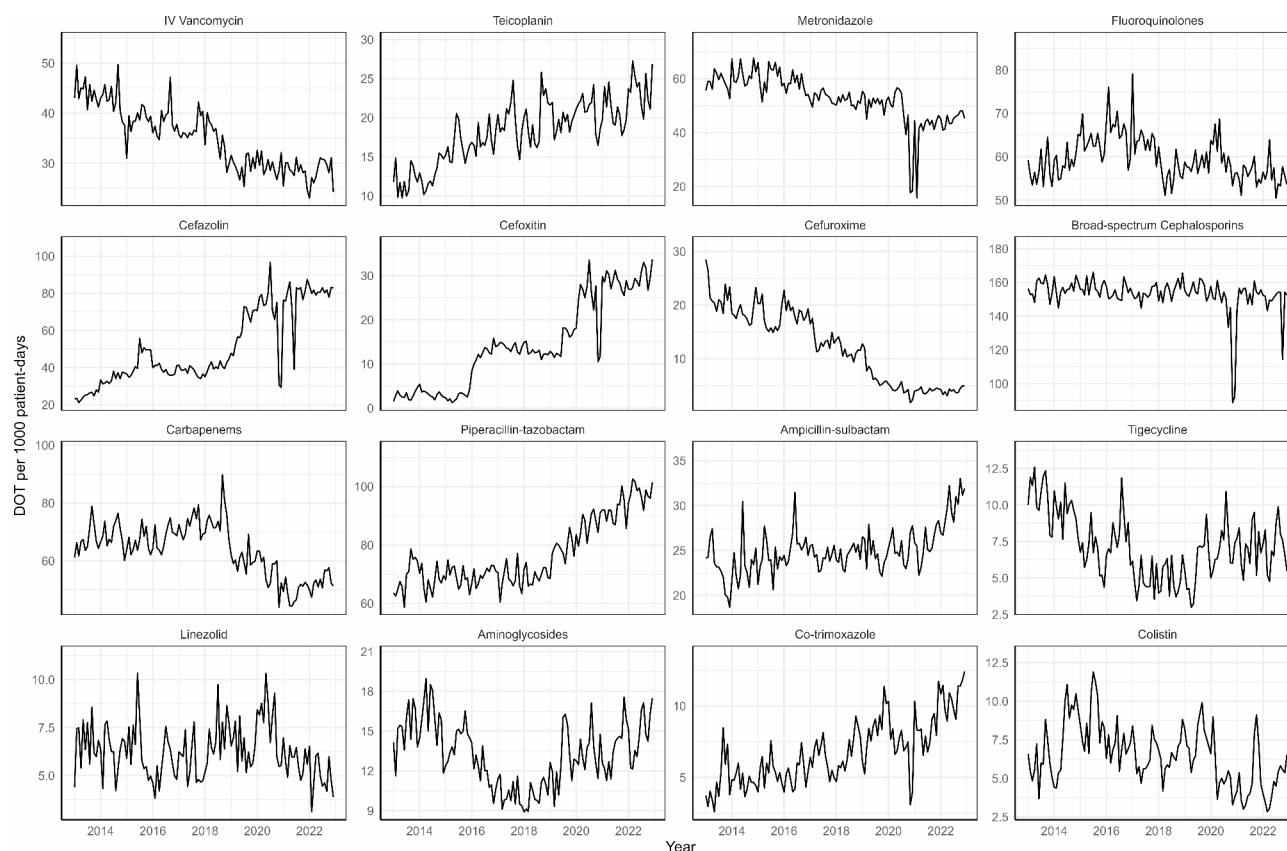 IV Vancomycin
50
40
30
Teicoplanin
30
25
20
15
10
Metronidazole
60
40
20
Fluoroquinolones
80
70
60
50
Cefazolin
100
80
60
40
20
Cefoxitin
30
20
10
0
Cefuroxime
30
20
10
Broad-spectrum Cephalosporins
180
160
140
120
100
DOT per 1000 patient-days
Carbapenems
100
80
60
Piperacillin-tazobactam
100
80
60
Ampicillin-sulbactam
35
30
25
20
Tigecycline
12.5
10.0
7.5
5.0
2.5
Linezolid
10.0
7.5
5.0
2014 2016 2018 2020 2022
Aminoglycosides
21
18
15
12
9
2014 2016 2018 2020 2022
Co-trimoxazole
10
5
2014 2016 2018 2020 2022
Colistin
12.5
10.0
7.5
5.0
2.5
2014 2016 2018 2020 2022
Year